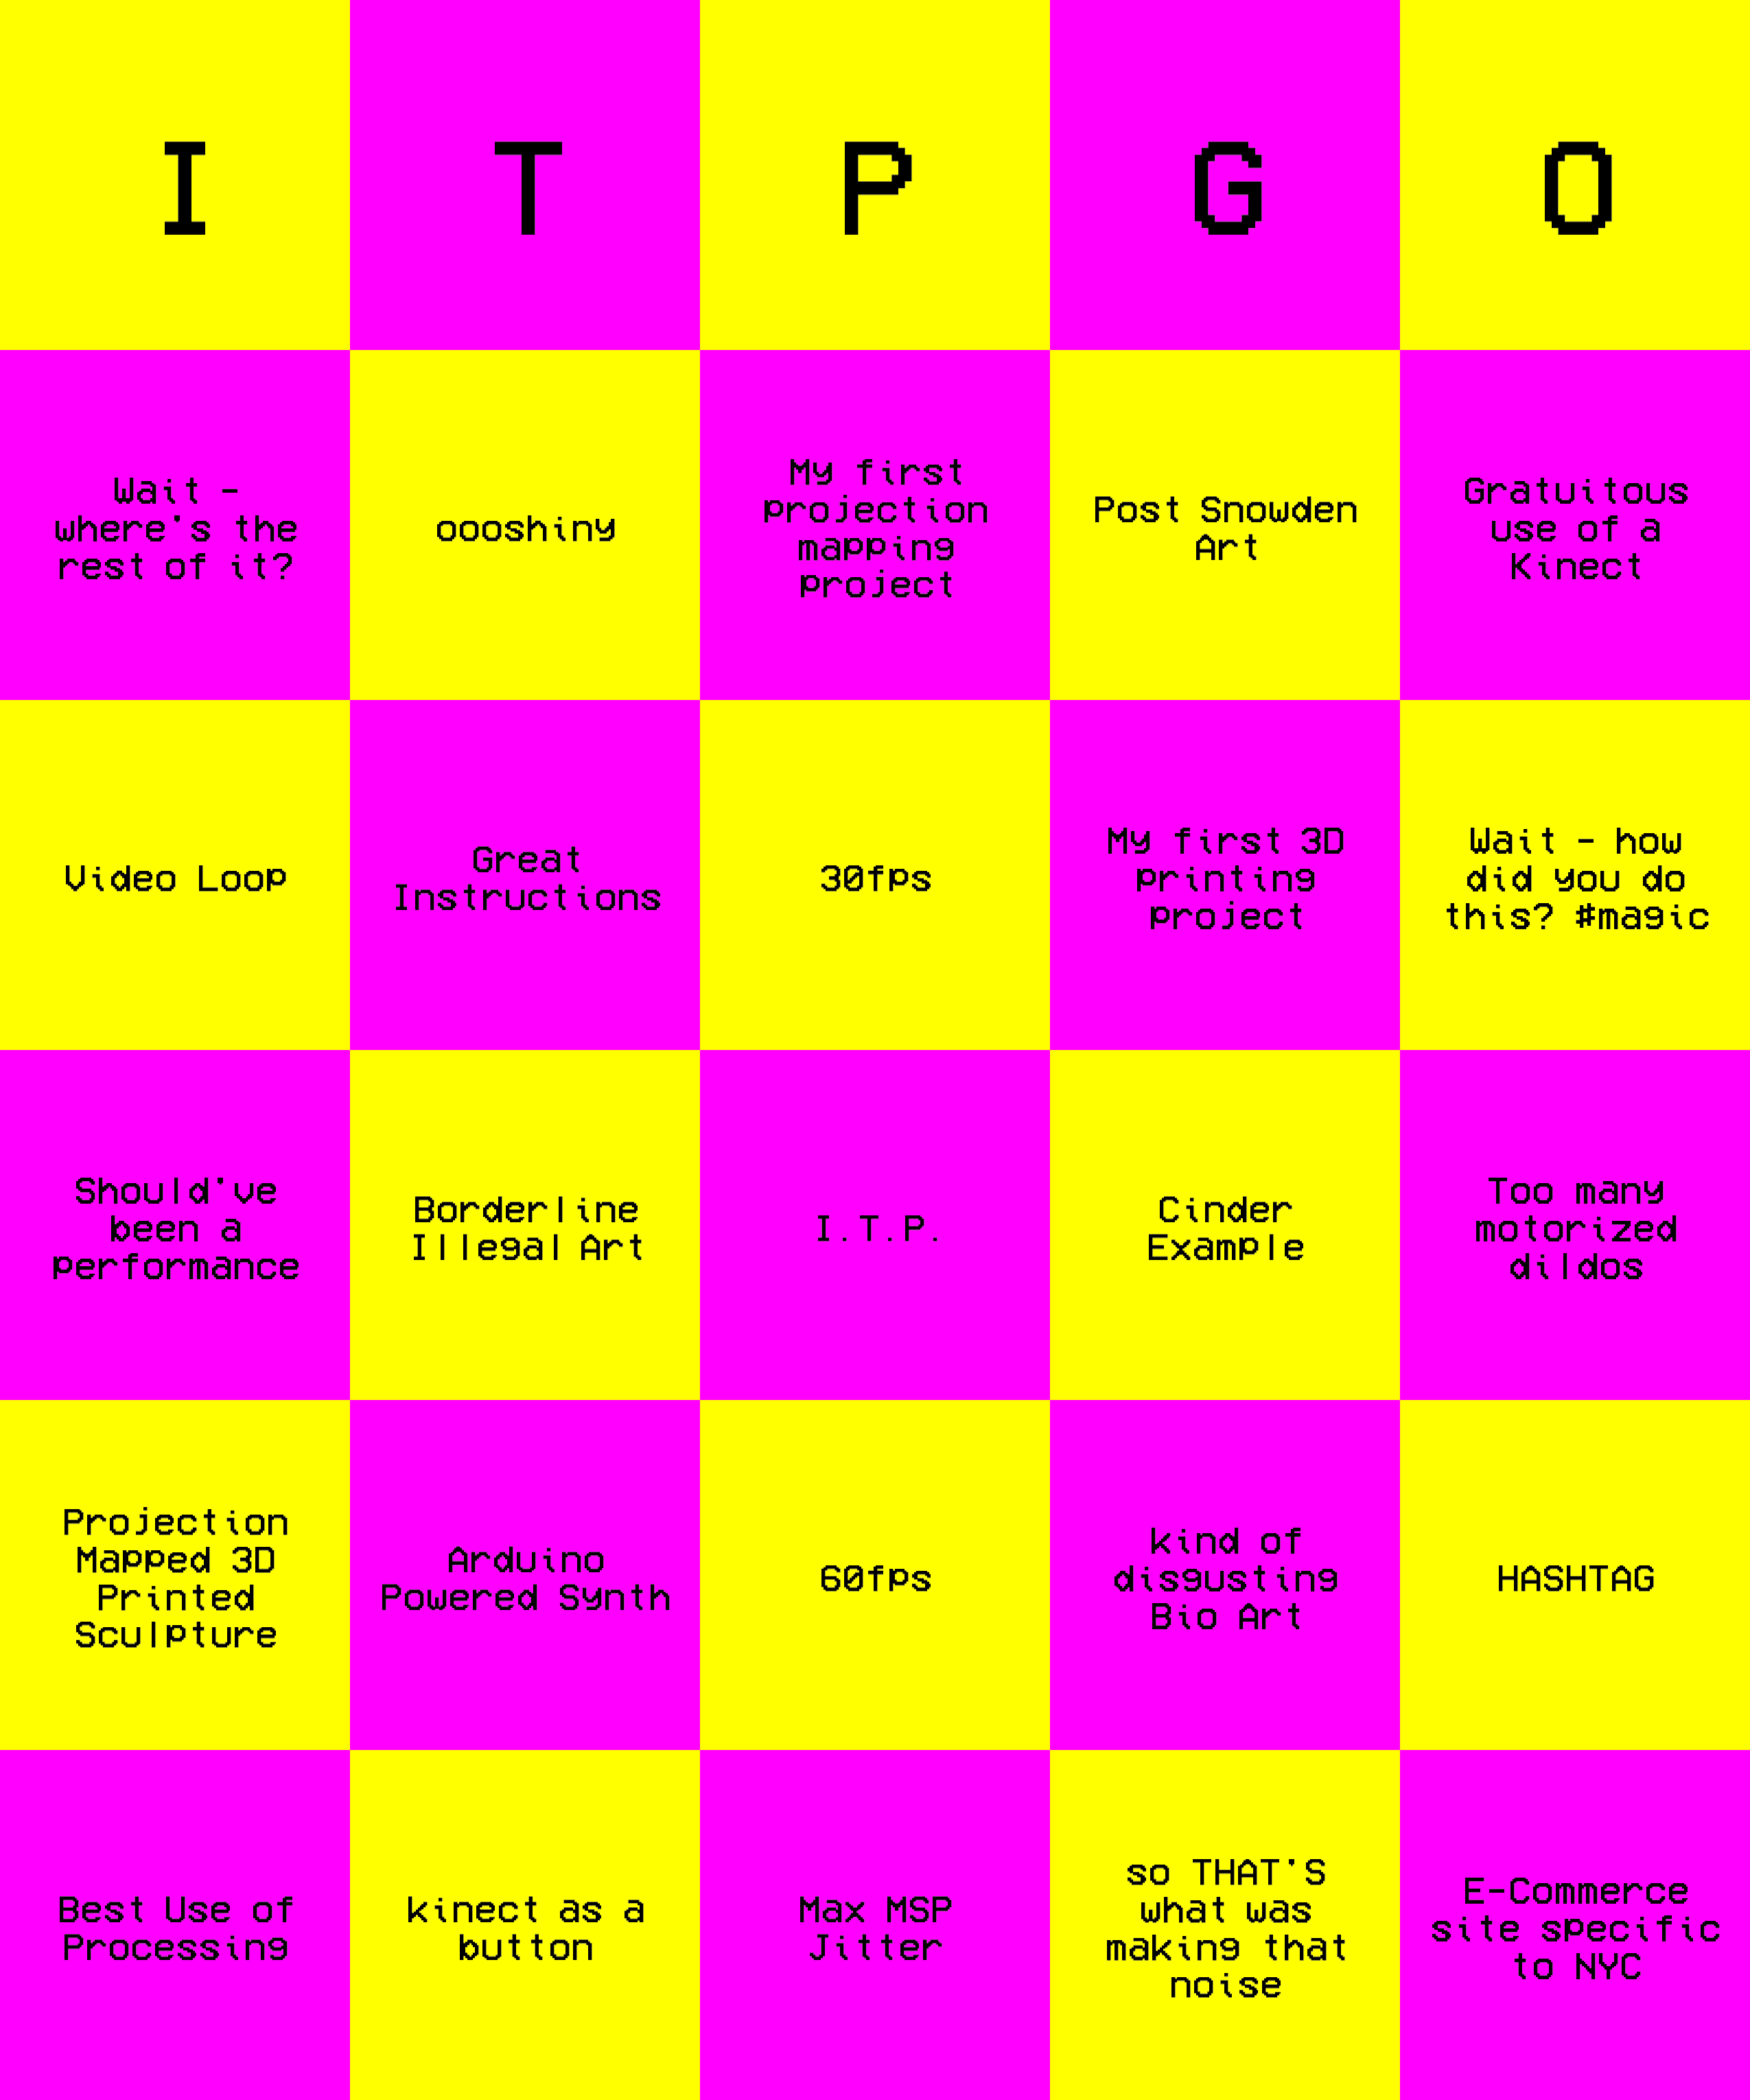 I T P G O
Wait -
where's the
rest of it?
oooshiny
My first
projection
mapping
project
Post Snowden
Art
Gratuitous
use of a
Kinect
Video Loop
Great
Instructions
30fps
My first 3D
printing
project
Wait - how
did you do
this? #magic
Should've
been a
performance
Borderline
Illegal Art
I.T.P.
Cinder
Example
Too many
motorized
dildos
Projection
Mapped 3D
Printed
Sculpture
Arduino
Powered Synth
60fps
kind of
disgusting
Bio Art
HASHTAG
Best Use of
Processing
kinect as a
button
Max MSP
Jitter
so THAT'S
what was
making that
noise
E-Commerce
site specific
to NYC